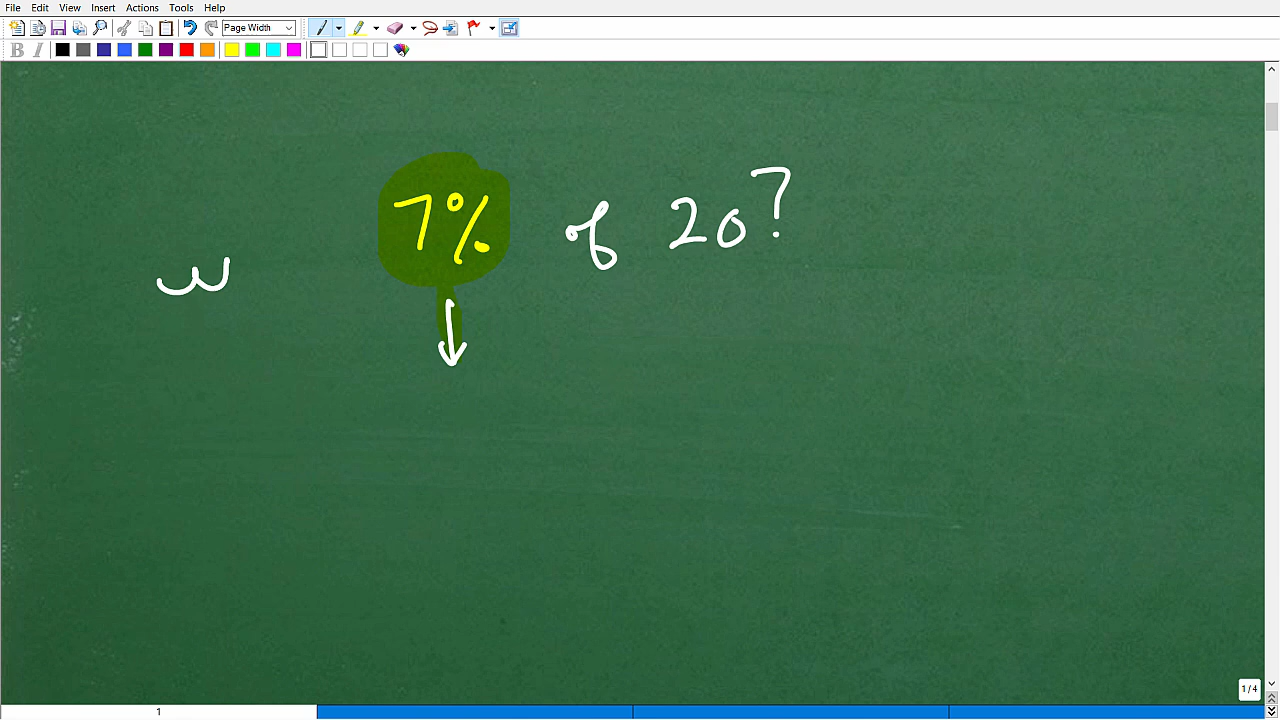 File Edit View Insert Actions Tools Help
Page Width
B I
7% of 20?
w
1/4
1